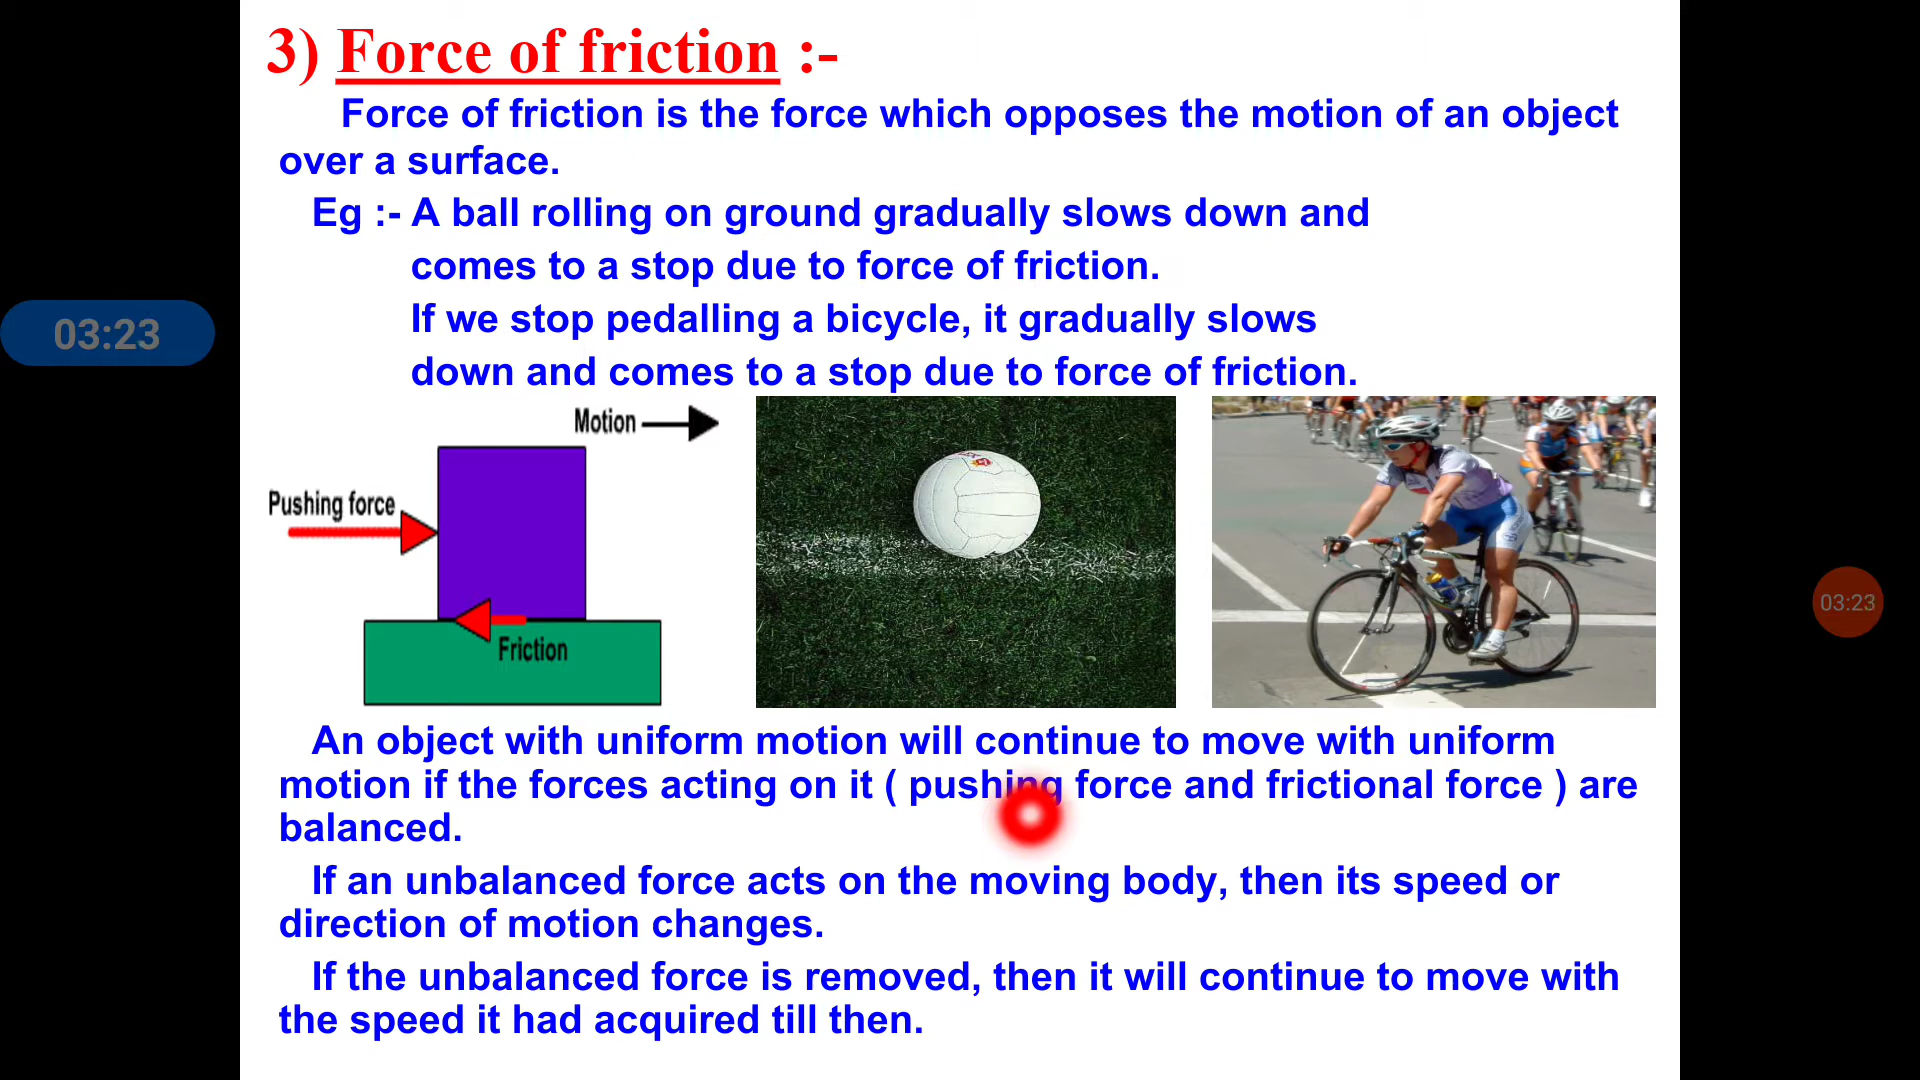 3) Force of friction :-
Force of friction is the force which opposes the motion of an object
over a surface.
Eg :- A ball rolling on ground gradually slows down and
comes to a stop due to force of friction.
If we stop pedalling a bicycle, it gradually slows
down and comes to a stop due to force of friction.
03:23
Motion
Pushing force
Friction
03:23
An object with uniform motion will continue to move with uniform
motion if the forces acting on it ( pushing force and frictional force ) are
balanced.
If an unbalanced force acts on the moving body, then its speed or
direction of motion changes.
If the unbalanced force is removed, then it will continue to move with
the speed it had acquired till then.